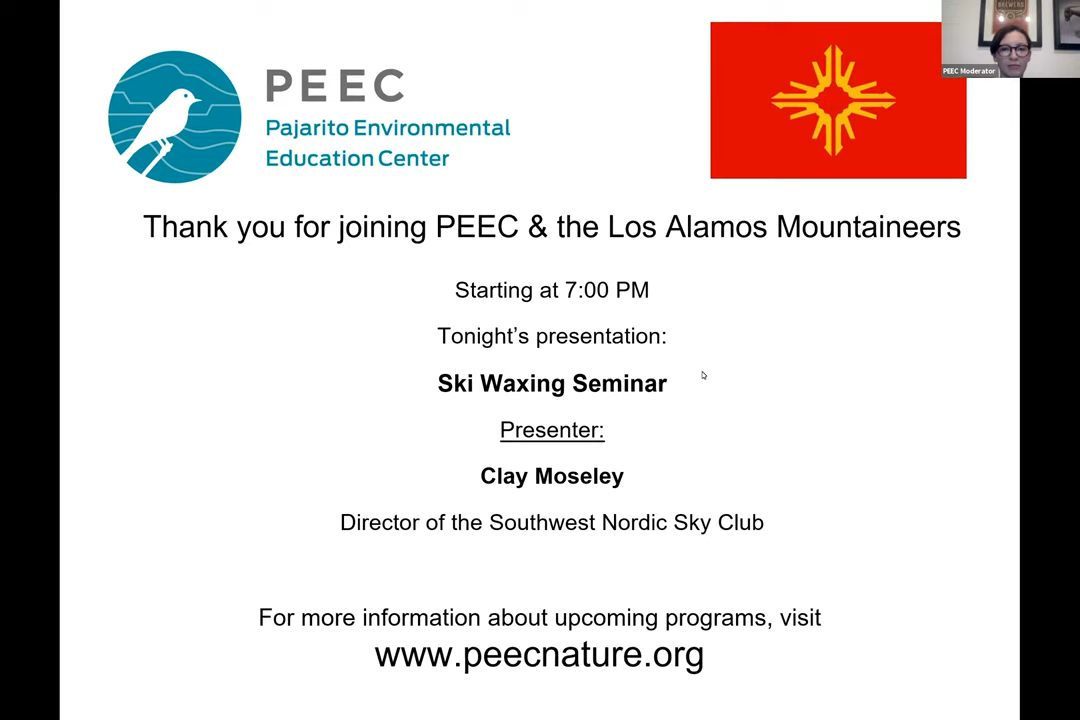 PEEC
Pajarito Environmental
Education Center
BREWERS
PEEC Moderator
Thank you for joining PEEC & the Los Alamos Mountaineers
Starting at 7:00 PM
Tonight's presentation:
Ski Waxing Seminar
Presenter:
Clay Moseley
Director of the Southwest Nordic Sky Club
For more information about upcoming programs, visit
www.peecnature.org